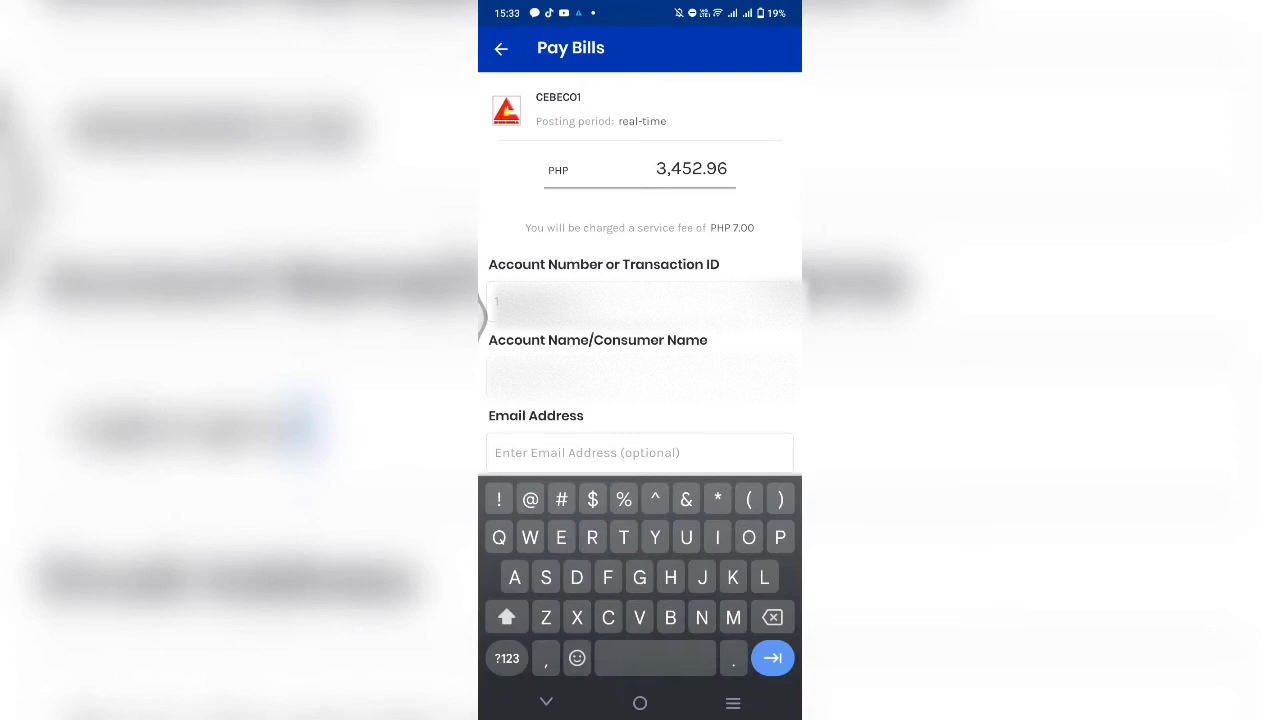 15:33
19%
Pay Bills
CEBECO1
Posting period: real-time
PHP 3,452.96
You will be charged a service fee of PHP 7.00
Account Number or Transaction ID
1
Account Name/Consumer Name
Email Address
Enter Email Address (optional)
! @ # $ % ^ & * ( )
Q W E R T Y U I O P
A S D F G H J K L
Z X C V B N M
?123 , .